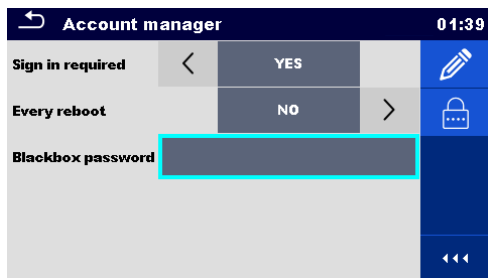 Account manager 01:39
Sign in required YES
Every reboot NO
Blackbox password